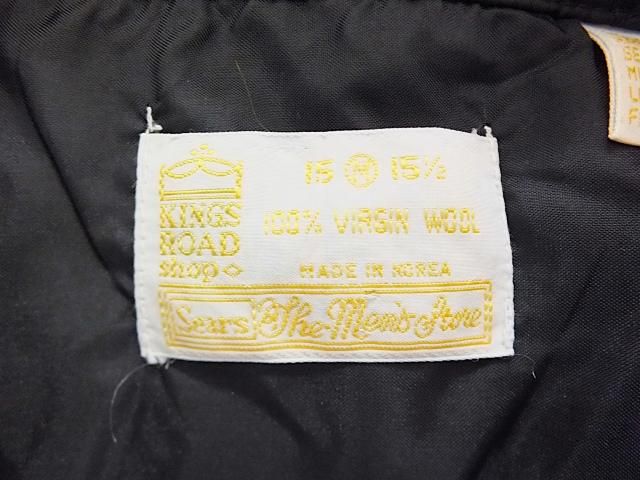 15 M 15½
KINGS
ROAD
shop
100% VIRGIN WOOL
MADE IN KOREA
Sears The Men's Store